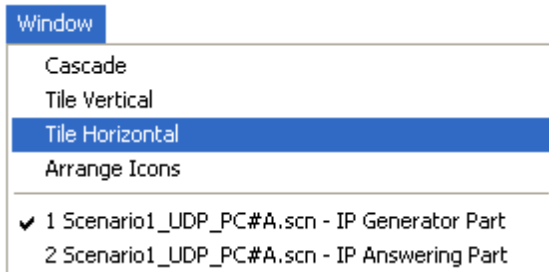 Window
Cascade
Tile Vertical
Tile Horizontal
Arrange Icons
1 Scenario1_UDP_PC#A.scn - IP Generator Part
2 Scenario1_UDP_PC#A.scn - IP Answering Part